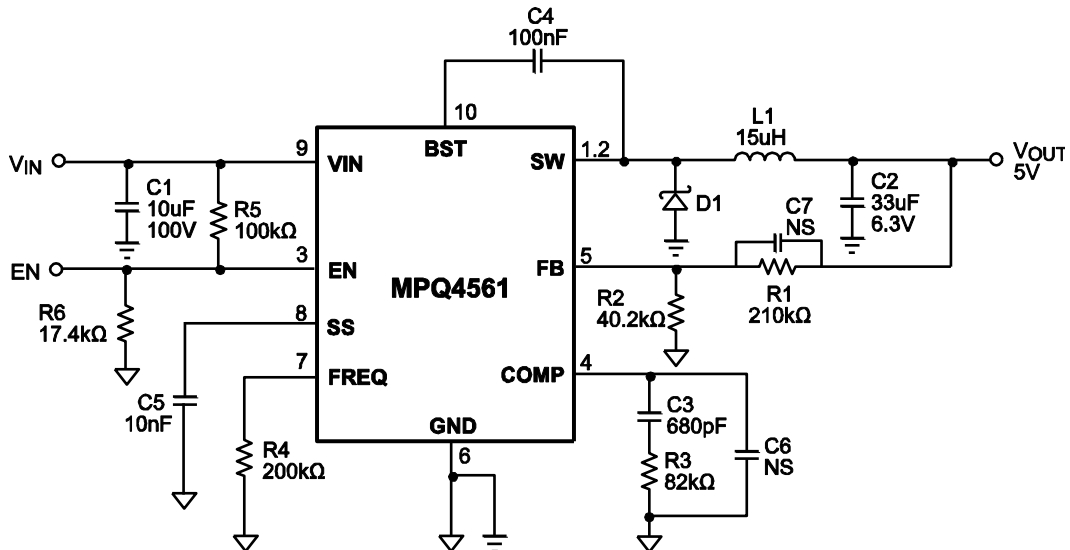 C4
100nF
10
BST
L1
15uH
9
VIN
1.2
SW
VIN
VOUT
5V
C1
10uF
100V
R5
100kΩ
D1
C2
33uF
6.3V
C7
NS
EN
3
EN
MPQ4561
5
FB
R1
210kΩ
R6
17.4kΩ
R2
40.2kΩ
8
SS
7
FREQ
4
COMP
C5
10nF
R4
200kΩ
GND
6
C3
680pF
R3
82kΩ
C6
NS